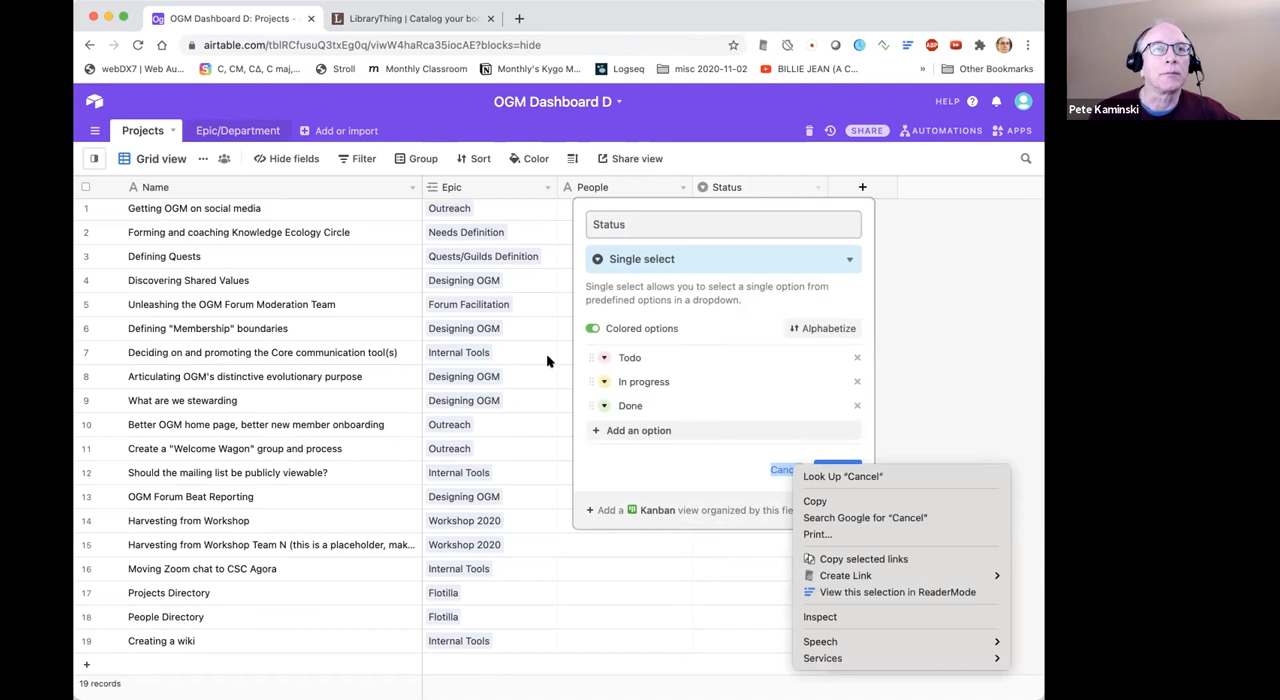 OGM Dashboard D: Projects -
LibraryThing | Catalog your bo
airtable.com/tblRCfusuQ3txEg0q/viwW4haRca35iocAE?blocks=hide
webDX7 | Web Au...
C, CM, CΔ, C maj,...
Stroll
Monthly Classroom
Monthly's Kygo M...
Logseq
misc 2020-11-02
BILLIE JEAN (A C...
»
Other Bookmarks
Pete Kaminski
OGM Dashboard D
HELP
Projects
Epic/Department
Add or import
SHARE
AUTOMATIONS
APPS
Grid view
Hide fields
Filter
Group
Sort
Color
Share view
Name
Epic
People
Status
1 Getting OGM on social media Outreach
2 Forming and coaching Knowledge Ecology Circle Needs Definition
3 Defining Quests Quests/Guilds Definition
4 Discovering Shared Values Designing OGM
5 Unleashing the OGM Forum Moderation Team Forum Facilitation
6 Defining "Membership" boundaries Designing OGM
7 Deciding on and promoting the Core communication tool(s) Internal Tools
8 Articulating OGM's distinctive evolutionary purpose Designing OGM
9 What are we stewarding Designing OGM
10 Better OGM home page, better new member onboarding Outreach
11 Create a "Welcome Wagon" group and process Outreach
12 Should the mailing list be publicly viewable? Internal Tools
13 OGM Forum Beat Reporting Designing OGM
14 Harvesting from Workshop Workshop 2020
15 Harvesting from Workshop Team N (this is a placeholder, mak... Workshop 2020
16 Moving Zoom chat to CSC Agora Internal Tools
17 Projects Directory Flotilla
18 People Directory Flotilla
19 Creating a wiki Internal Tools
19 records
Status
Single select
Single select allows you to select a single option from
predefined options in a dropdown.
Colored options
Alphabetize
Todo
In progress
Done
+ Add an option
Canc
+ Add a Kanban view organized by this fie
Look Up “Cancel”
Copy
Search Google for “Cancel”
Print...
Copy selected links
Create Link
View this selection in ReaderMode
Inspect
Speech
Services